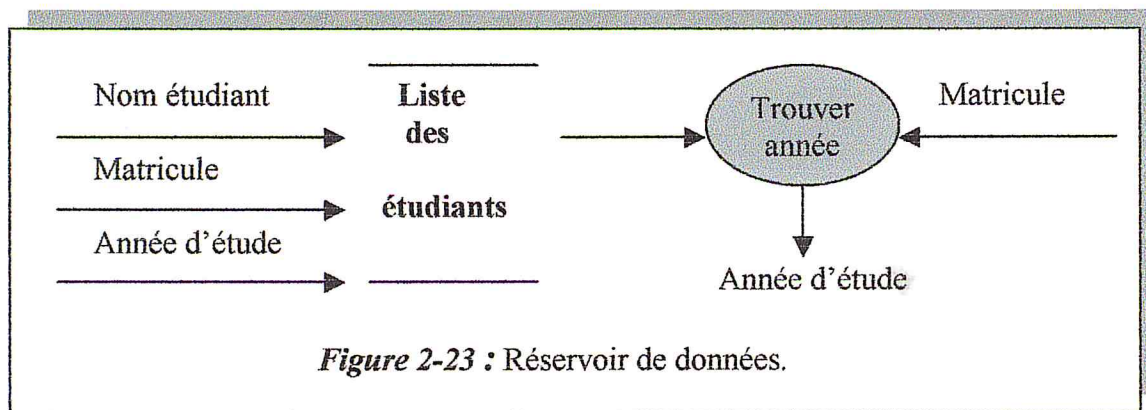 Nom étudiant
Liste
des
étudiants
Matricule
Année d'étude
Trouver
année
Matricule
Année d'étude
Figure 2-23 : Réservoir de données.